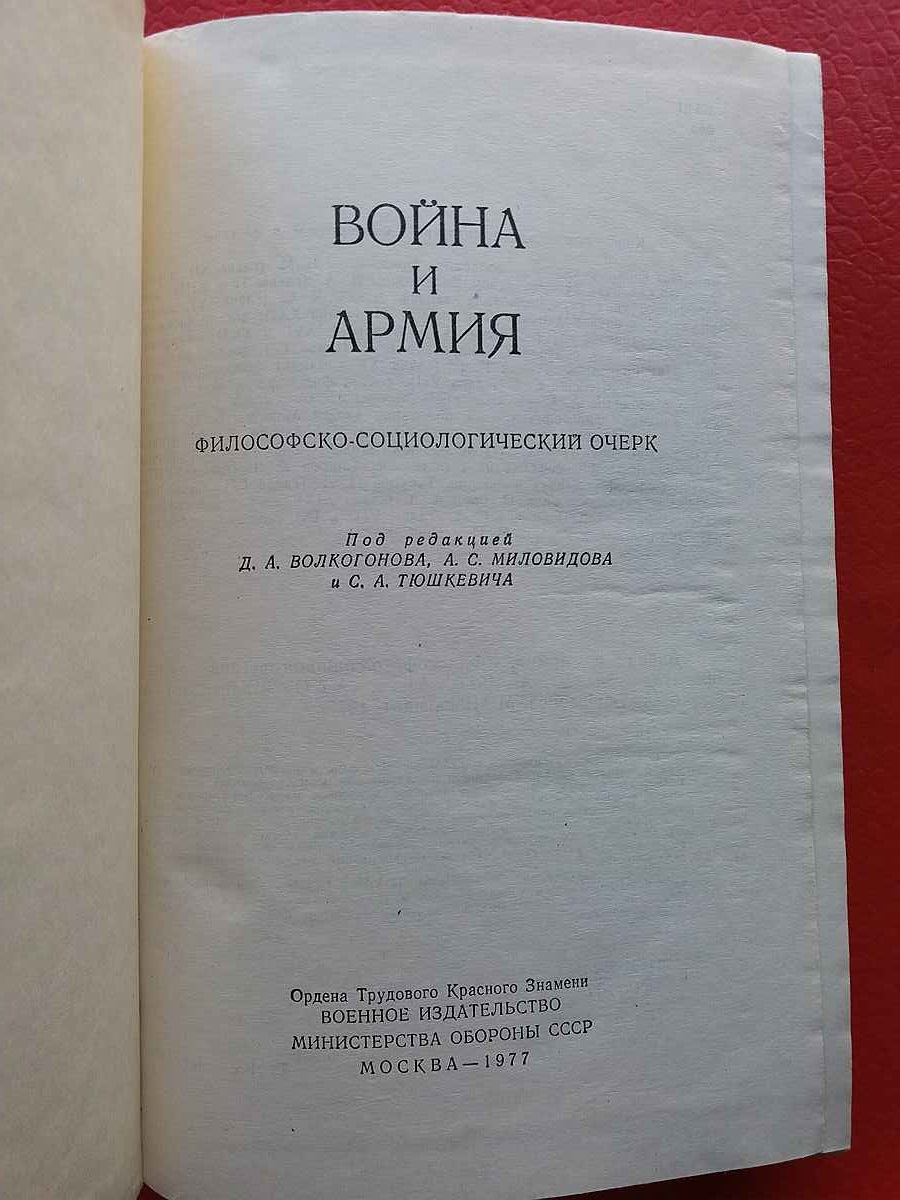 ВОЙНА
И
АРМИЯ
ФИЛОСОФСКО-СОЦИОЛОГИЧЕСКИЙ ОЧЕРК
Под редакцией
Д. А. ВОЛКОГОНОВА, А. С. МИЛОВИДОВА
и С. А. ТЮШКЕВИЧА
Ордена Трудового Красного Знамени
ВОЕННОЕ ИЗДАТЕЛЬСТВО
МИНИСТЕРСТВА ОБОРОНЫ СССР
МОСКВА—1977